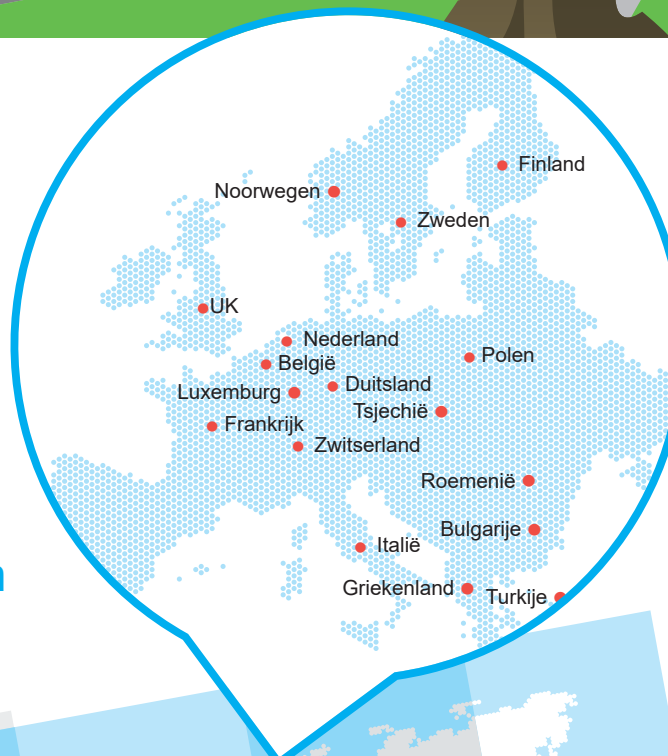 Finland
Noorwegen
Zweden
UK
Nederland
België
Polen
Luxemburg
Duitsland
Tsjechië
Frankrijk
Zwitserland
Roemenië
Bulgarije
Italië
Griekenland
Turkije